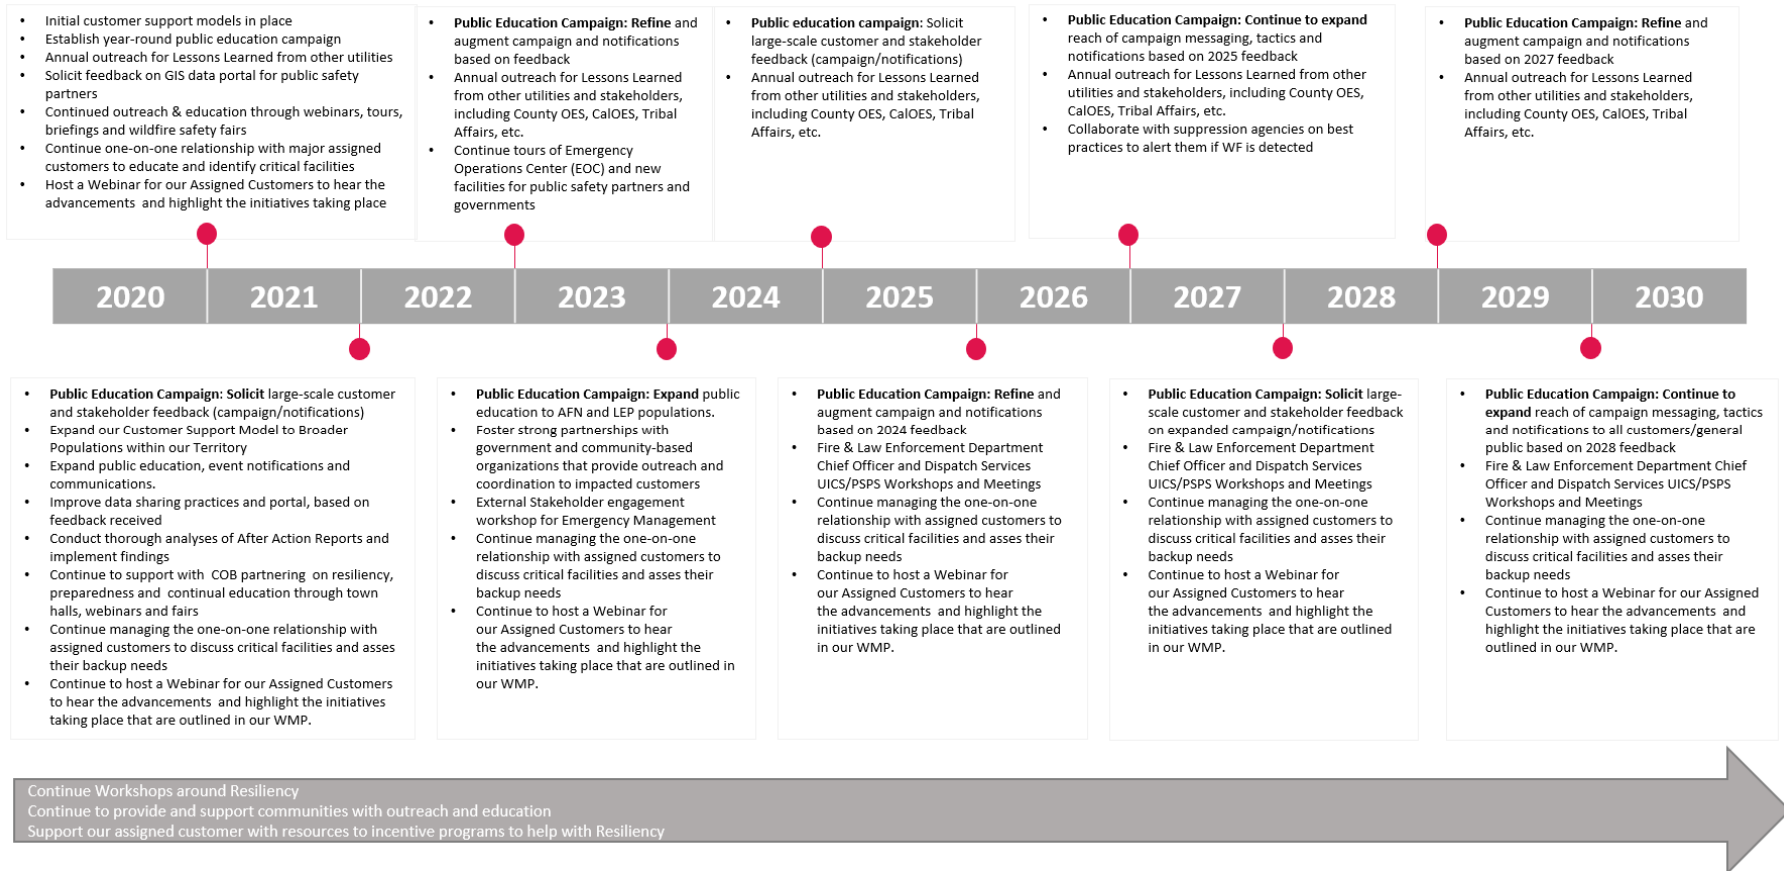 • Initial customer support models in place
• Establish year-round public education campaign
• Annual outreach for Lessons Learned from other utilities
• Solicit feedback on GIS data portal for public safety
partners
• Continued outreach & education through webinars, tours,
briefings and wildfire safety fairs
• Continue one-on-one relationship with major assigned
customers to educate and identify critical facilities
• Host a Webinar for our Assigned Customers to hear the
advancements and highlight the initiatives taking place
• Public Education Campaign: Refine and
augment campaign and notifications
based on feedback
• Annual outreach for Lessons Learned
from other utilities and stakeholders,
including County OES, CalOES, Tribal
Affairs, etc.
• Continue tours of Emergency
Operations Center (EOC) and new
facilities for public safety partners and
governments
• Public education campaign: Solicit
large-scale customer and stakeholder
feedback (campaign/notifications)
• Annual outreach for Lessons Learned
from other utilities and stakeholders,
including County OES, CalOES, Tribal
Affairs, etc.
• Public Education Campaign: Continue to expand
reach of campaign messaging, tactics and
notifications based on 2025 feedback
• Annual outreach for Lessons Learned from other
utilities and stakeholders, including County OES,
CalOES, Tribal Affairs, etc.
• Collaborate with suppression agencies on best
practices to alert them if WF is detected
• Public Education Campaign: Refine and
augment campaign and notifications
based on 2027 feedback
• Annual outreach for Lessons Learned
from other utilities and stakeholders,
including County OES, CalOES, Tribal
Affairs, etc.
2020 2021 2022 2023 2024 2025 2026 2027 2028 2029 2030
• Public Education Campaign: Solicit large-scale customer
and stakeholder feedback (campaign/notifications)
• Expand our Customer Support Model to Broader
Populations within our Territory
• Expand public education, event notifications and
communications.
• Improve data sharing practices and portal, based on
feedback received
• Conduct thorough analyses of After Action Reports and
implement findings
• Continue to support with COB partnering on resiliency,
preparedness and continual education through town
halls, webinars and fairs
• Continue managing the one-on-one relationship with
assigned customers to discuss critical facilities and asses
their backup needs
• Continue to host a Webinar for our Assigned Customers
to hear the advancements and highlight the initiatives
taking place that are outlined in our WMP.
• Public Education Campaign: Expand public
education to AFN and LEP populations.
• Foster strong partnerships with
government and community-based
organizations that provide outreach and
coordination to impacted customers
• External Stakeholder engagement
workshop for Emergency Management
• Continue managing the one-on-one
relationship with assigned customers to
discuss critical facilities and asses their
backup needs
• Continue to host a Webinar for
our Assigned Customers to hear
the advancements and highlight the
initiatives taking place that are outlined in
our WMP.
• Public Education Campaign: Refine and
augment campaign and notifications
based on 2024 feedback
• Fire & Law Enforcement Department
Chief Officer and Dispatch Services
UICS/PSPS Workshops and Meetings
• Continue managing the one-on-one
relationship with assigned customers to
discuss critical facilities and asses their
backup needs
• Continue to host a Webinar for
our Assigned Customers to hear
the advancements and highlight the
initiatives taking place that are outlined
in our WMP.
• Public Education Campaign: Solicit large-
scale customer and stakeholder feedback
on expanded campaign/notifications
• Fire & Law Enforcement Department
Chief Officer and Dispatch Services
UICS/PSPS Workshops and Meetings
• Continue managing the one-on-one
relationship with assigned customers to
discuss critical facilities and asses their
backup needs
• Continue to host a Webinar for
our Assigned Customers to hear
the advancements and highlight the
initiatives taking place that are outlined
in our WMP.
• Public Education Campaign: Continue to
expand reach of campaign messaging, tactics
and notifications to all customers/general
public based on 2028 feedback
• Fire & Law Enforcement Department Chief
Officer and Dispatch Services UICS/PSPS
Workshops and Meetings
• Continue managing the one-on-one
relationship with assigned customers to
discuss critical facilities and asses their
backup needs
• Continue to host a Webinar for our Assigned
Customers to hear the advancements and
highlight the initiatives taking place that are
outlined in our WMP.
Continue Workshops around Resiliency
Continue to provide and support communities with outreach and education
Support our assigned customer with resources to incentive programs to help with Resiliency